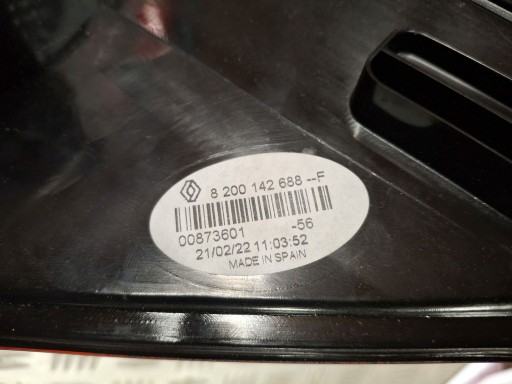 8 200 142 688 --F
00873601 -56
21/02/22 11:03:52
MADE IN SPAIN